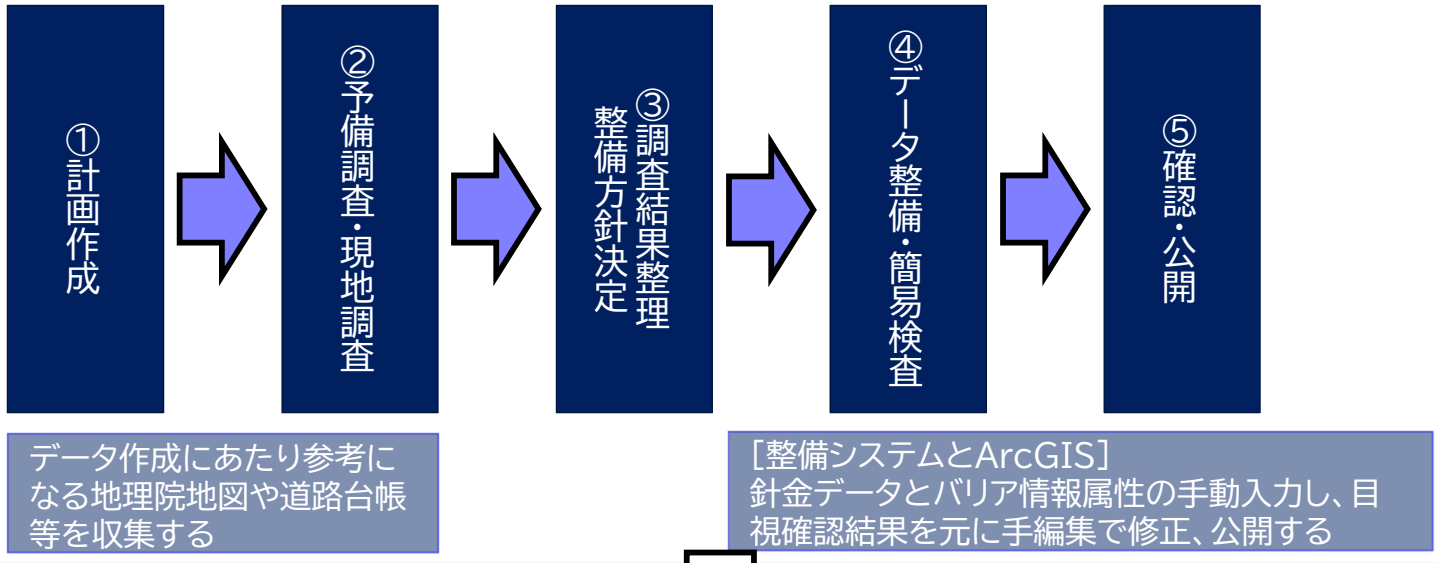 ①計画作成
②予備調査・現地調査
③調査結果整理
整備方針決定
④データ整備・簡易検査
⑤確認・公開
データ作成にあたり参考に
なる地理院地図や道路台帳
等を収集する
[整備システムとArcGIS]
針金データとバリア情報属性の手動入力し、目
視確認結果を元に手編集で修正、公開する